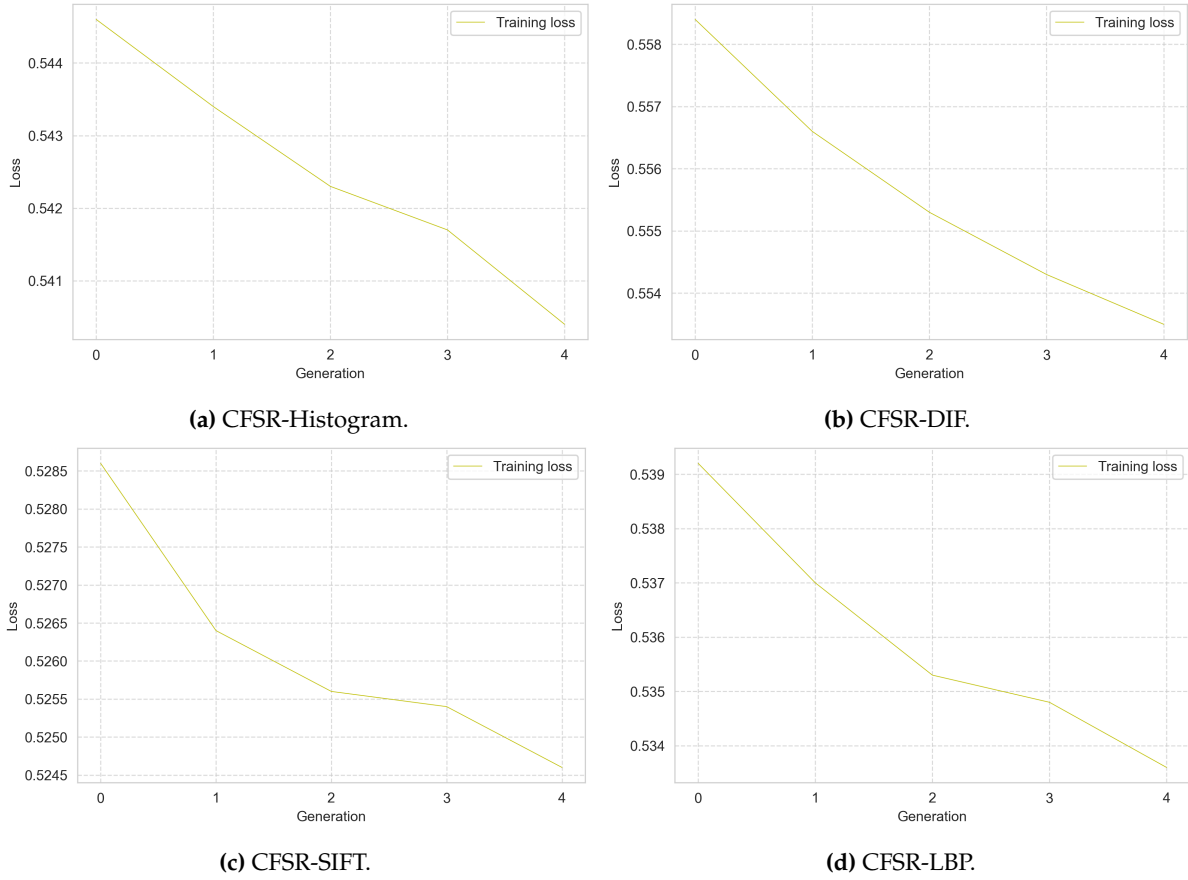 Training loss
0.544
0.543
0.542
0.541
Loss
0 1 2 3 4
Generation
(a) CFSR-Histogram.
Training loss
0.558
0.557
0.556
0.555
0.554
Loss
0 1 2 3 4
Generation
(b) CFSR-DIF.
Training loss
0.5285
0.5280
0.5275
0.5270
0.5265
0.5260
0.5255
0.5250
0.5245
Loss
0 1 2 3 4
Generation
(c) CFSR-SIFT.
Training loss
0.539
0.538
0.537
0.536
0.535
0.534
Loss
0 1 2 3 4
Generation
(d) CFSR-LBP.